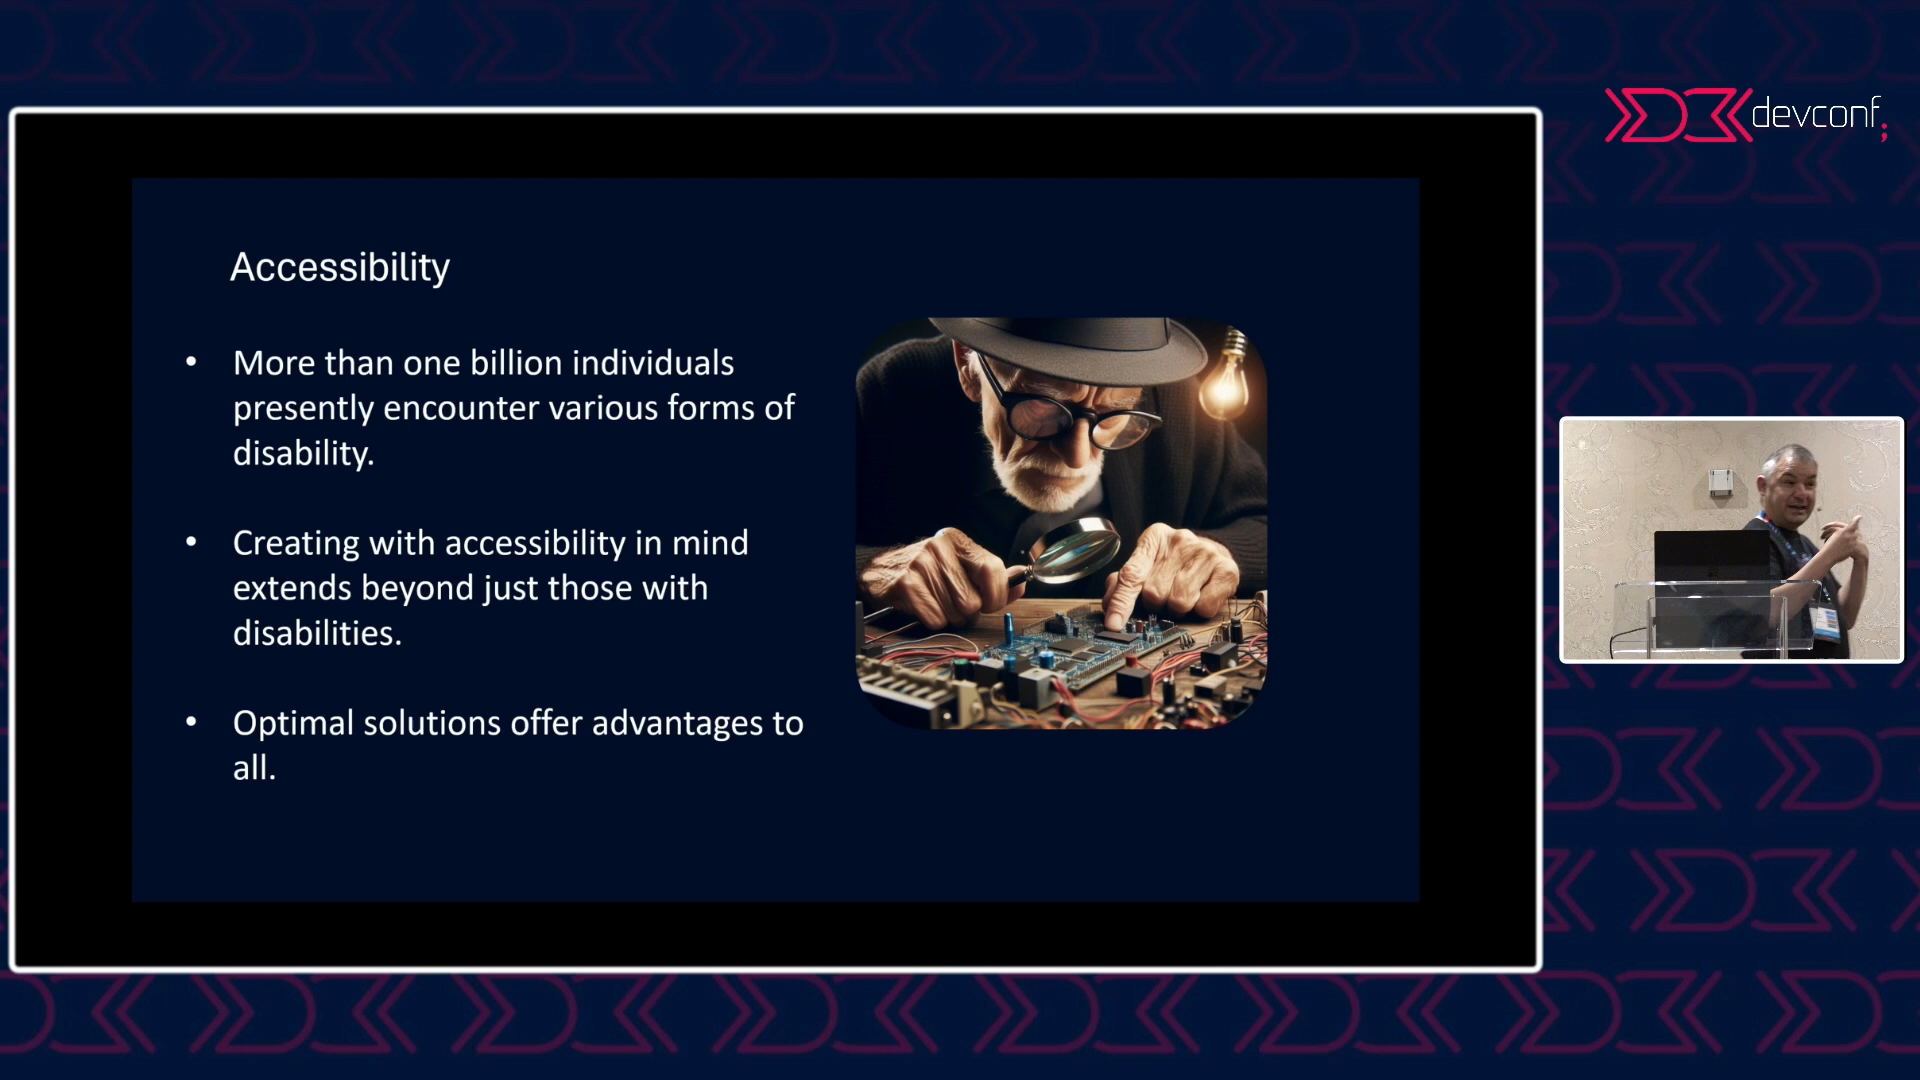 devconf;
Accessibility
• More than one billion individuals
presently encounter various forms of
disability.
• Creating with accessibility in mind
extends beyond just those with
disabilities.
• Optimal solutions offer advantages to
all.